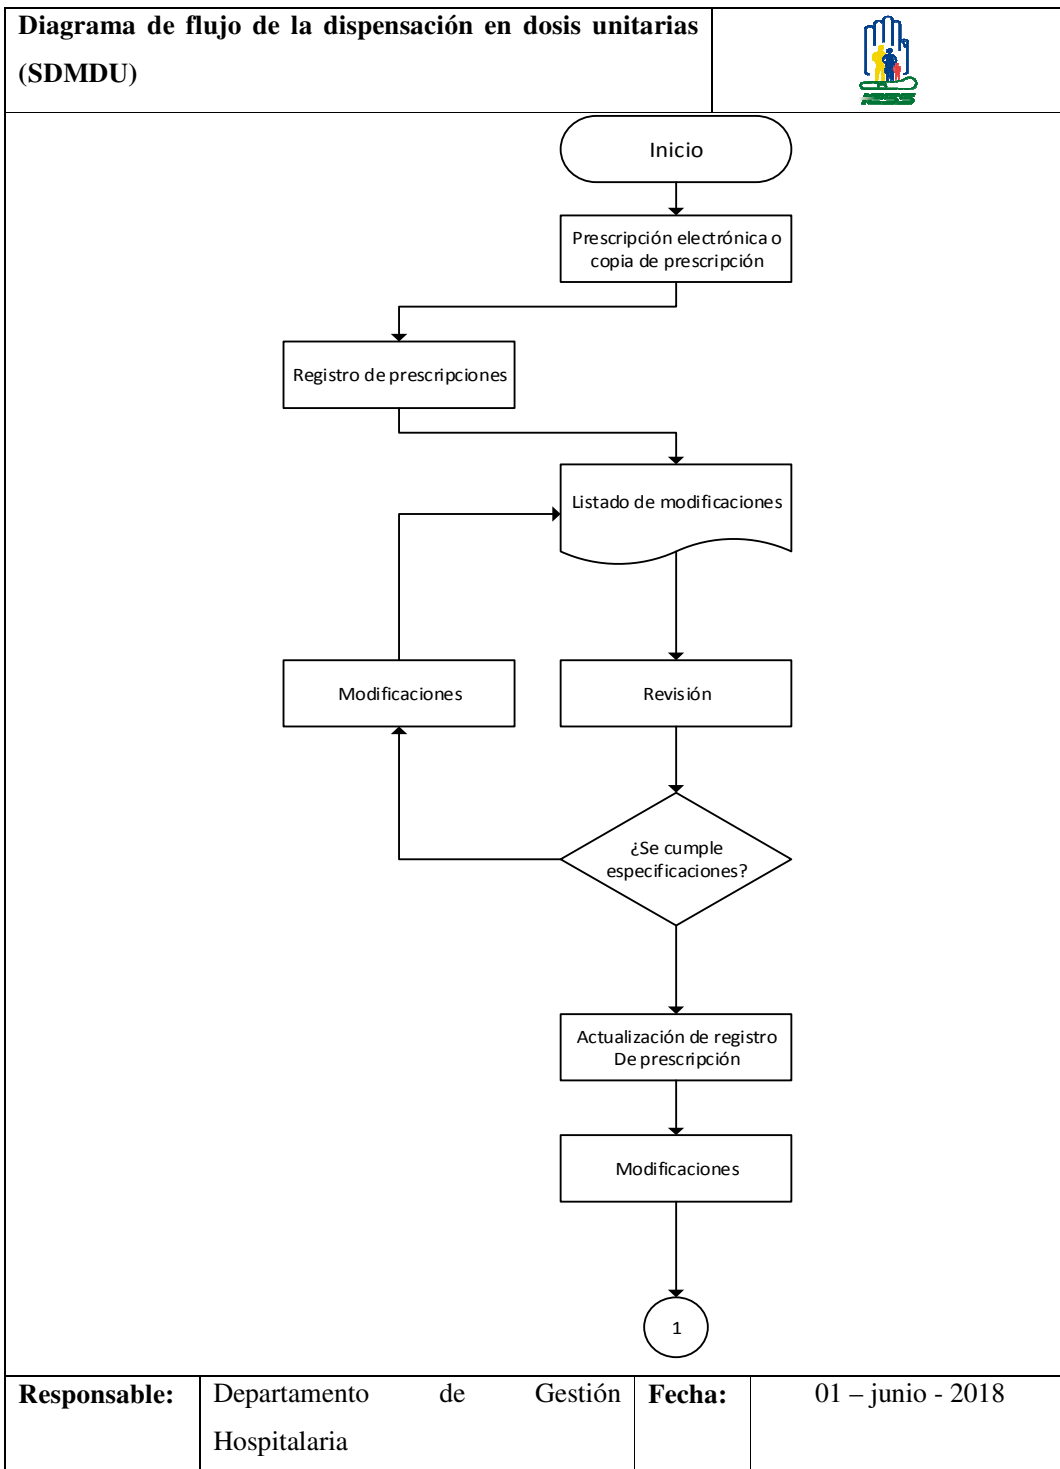 Diagrama de flujo de la dispensación en dosis unitarias
(SDMDU)
Inicio
Prescripción electrónica o
copia de prescripción
Registro de prescripciones
Listado de modificaciones
Modificaciones
Revisión
¿Se cumple
especificaciones?
Actualización de registro
De prescripción
Modificaciones
1
Responsable:
Departamento de Gestión
Hospitalaria
Fecha:
01 – junio - 2018